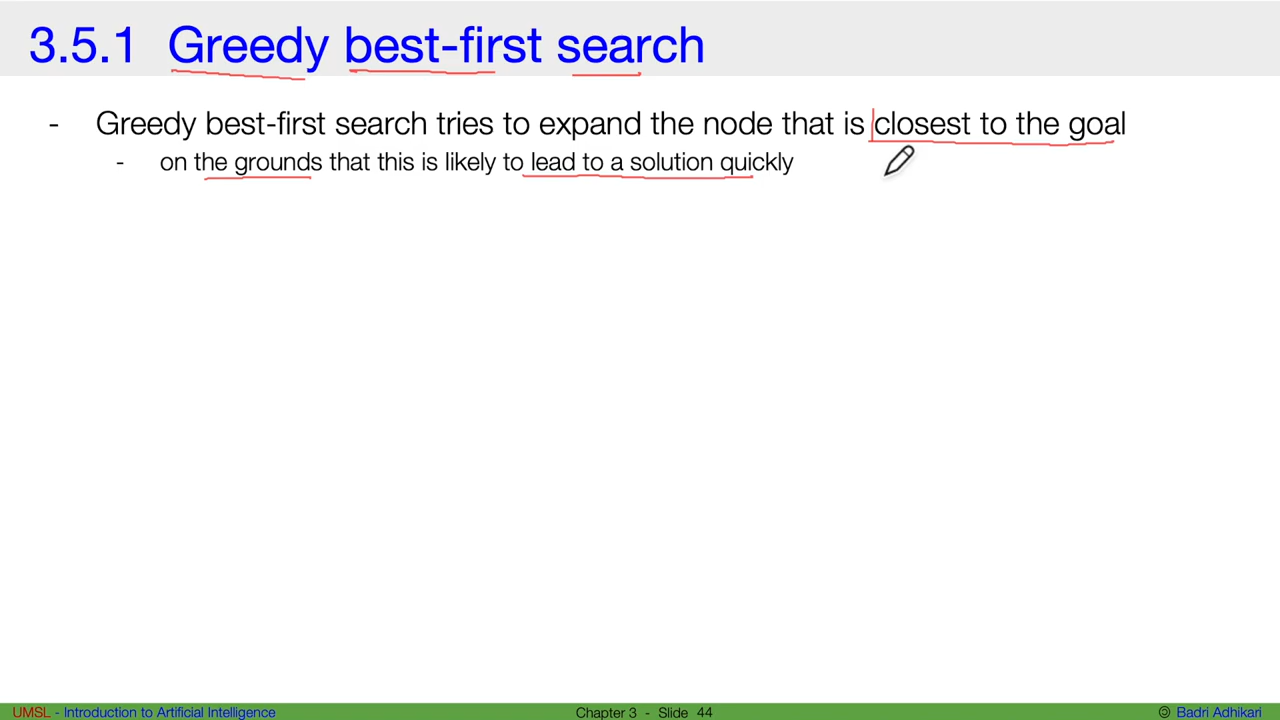 3.5.1 Greedy best-first search
- Greedy best-first search tries to expand the node that is closest to the goal
- on the grounds that this is likely to lead to a solution quickly
UMSL - Introduction to Artificial Intelligence
Chapter 3 - Slide 44
Badri Adhikari